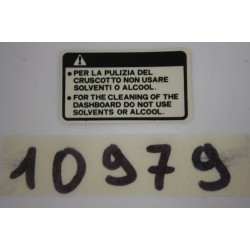 • PER LA PULIZIA DEL
CRUSCOTTO NON USARE
SOLVENTI O ALCOOL.
• FOR THE CLEANING OF THE
DASHBOARD DO NOT USE
SOLVENTS OR ALCOOL.
10979